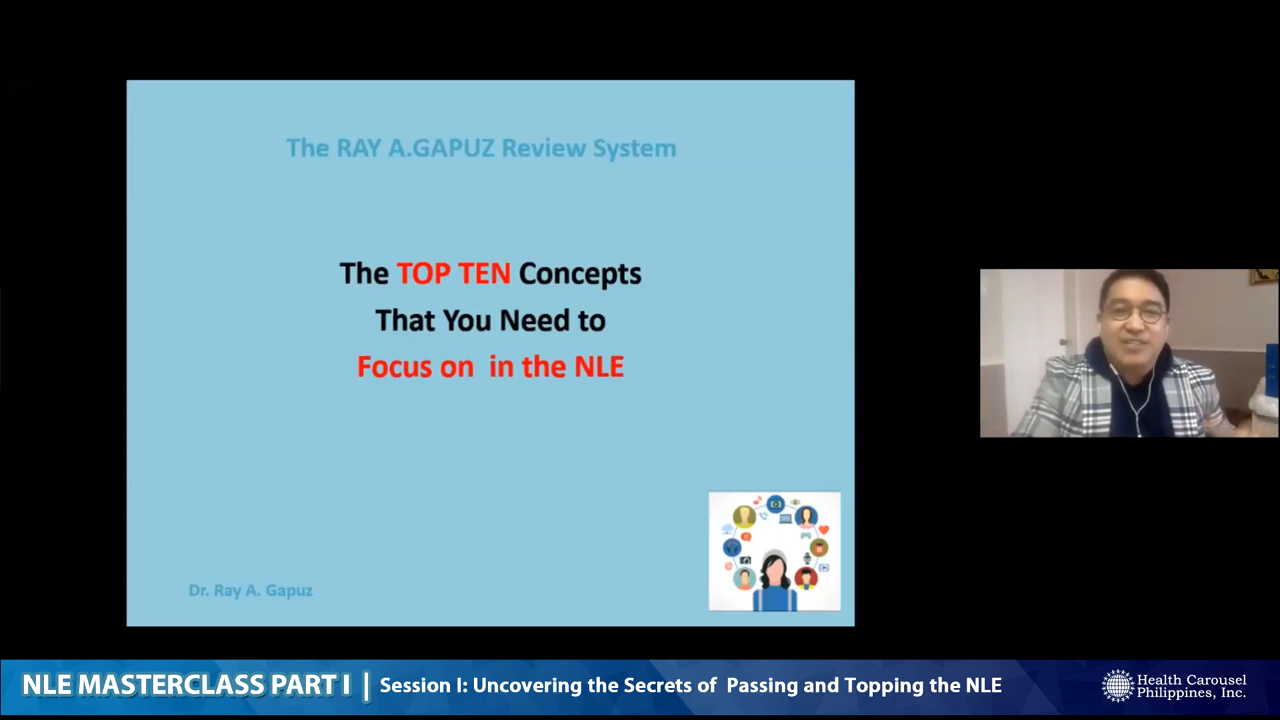 The RAY A.GAPUZ Review System
The TOP TEN Concepts
That You Need to
Focus on  in the NLE
Dr. Ray A. Gapuz
NLE MASTERCLASS PART I | Session I: Uncovering the Secrets of  Passing and Topping the NLE
Health Carousel
Philippines, Inc.